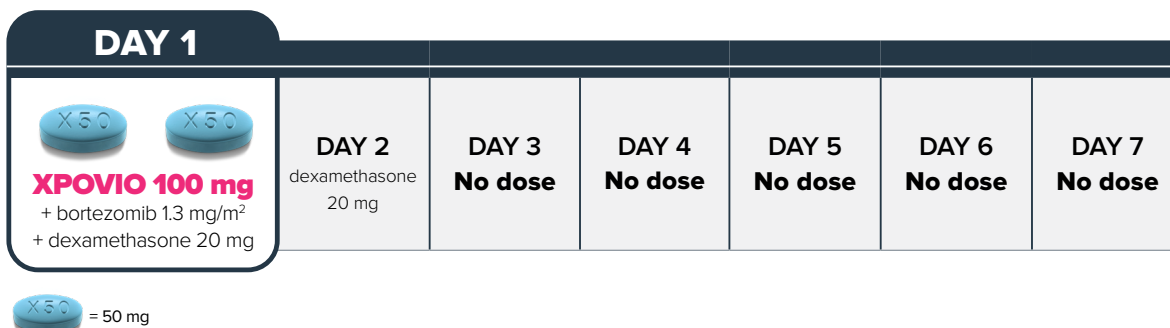 DAY 1
X50 X50
XPOVIO 100 mg
+ bortezomib 1.3 mg/m²
+ dexamethasone 20 mg
DAY 2
dexamethasone
20 mg
DAY 3
No dose
DAY 4
No dose
DAY 5
No dose
DAY 6
No dose
DAY 7
No dose
X50 = 50 mg